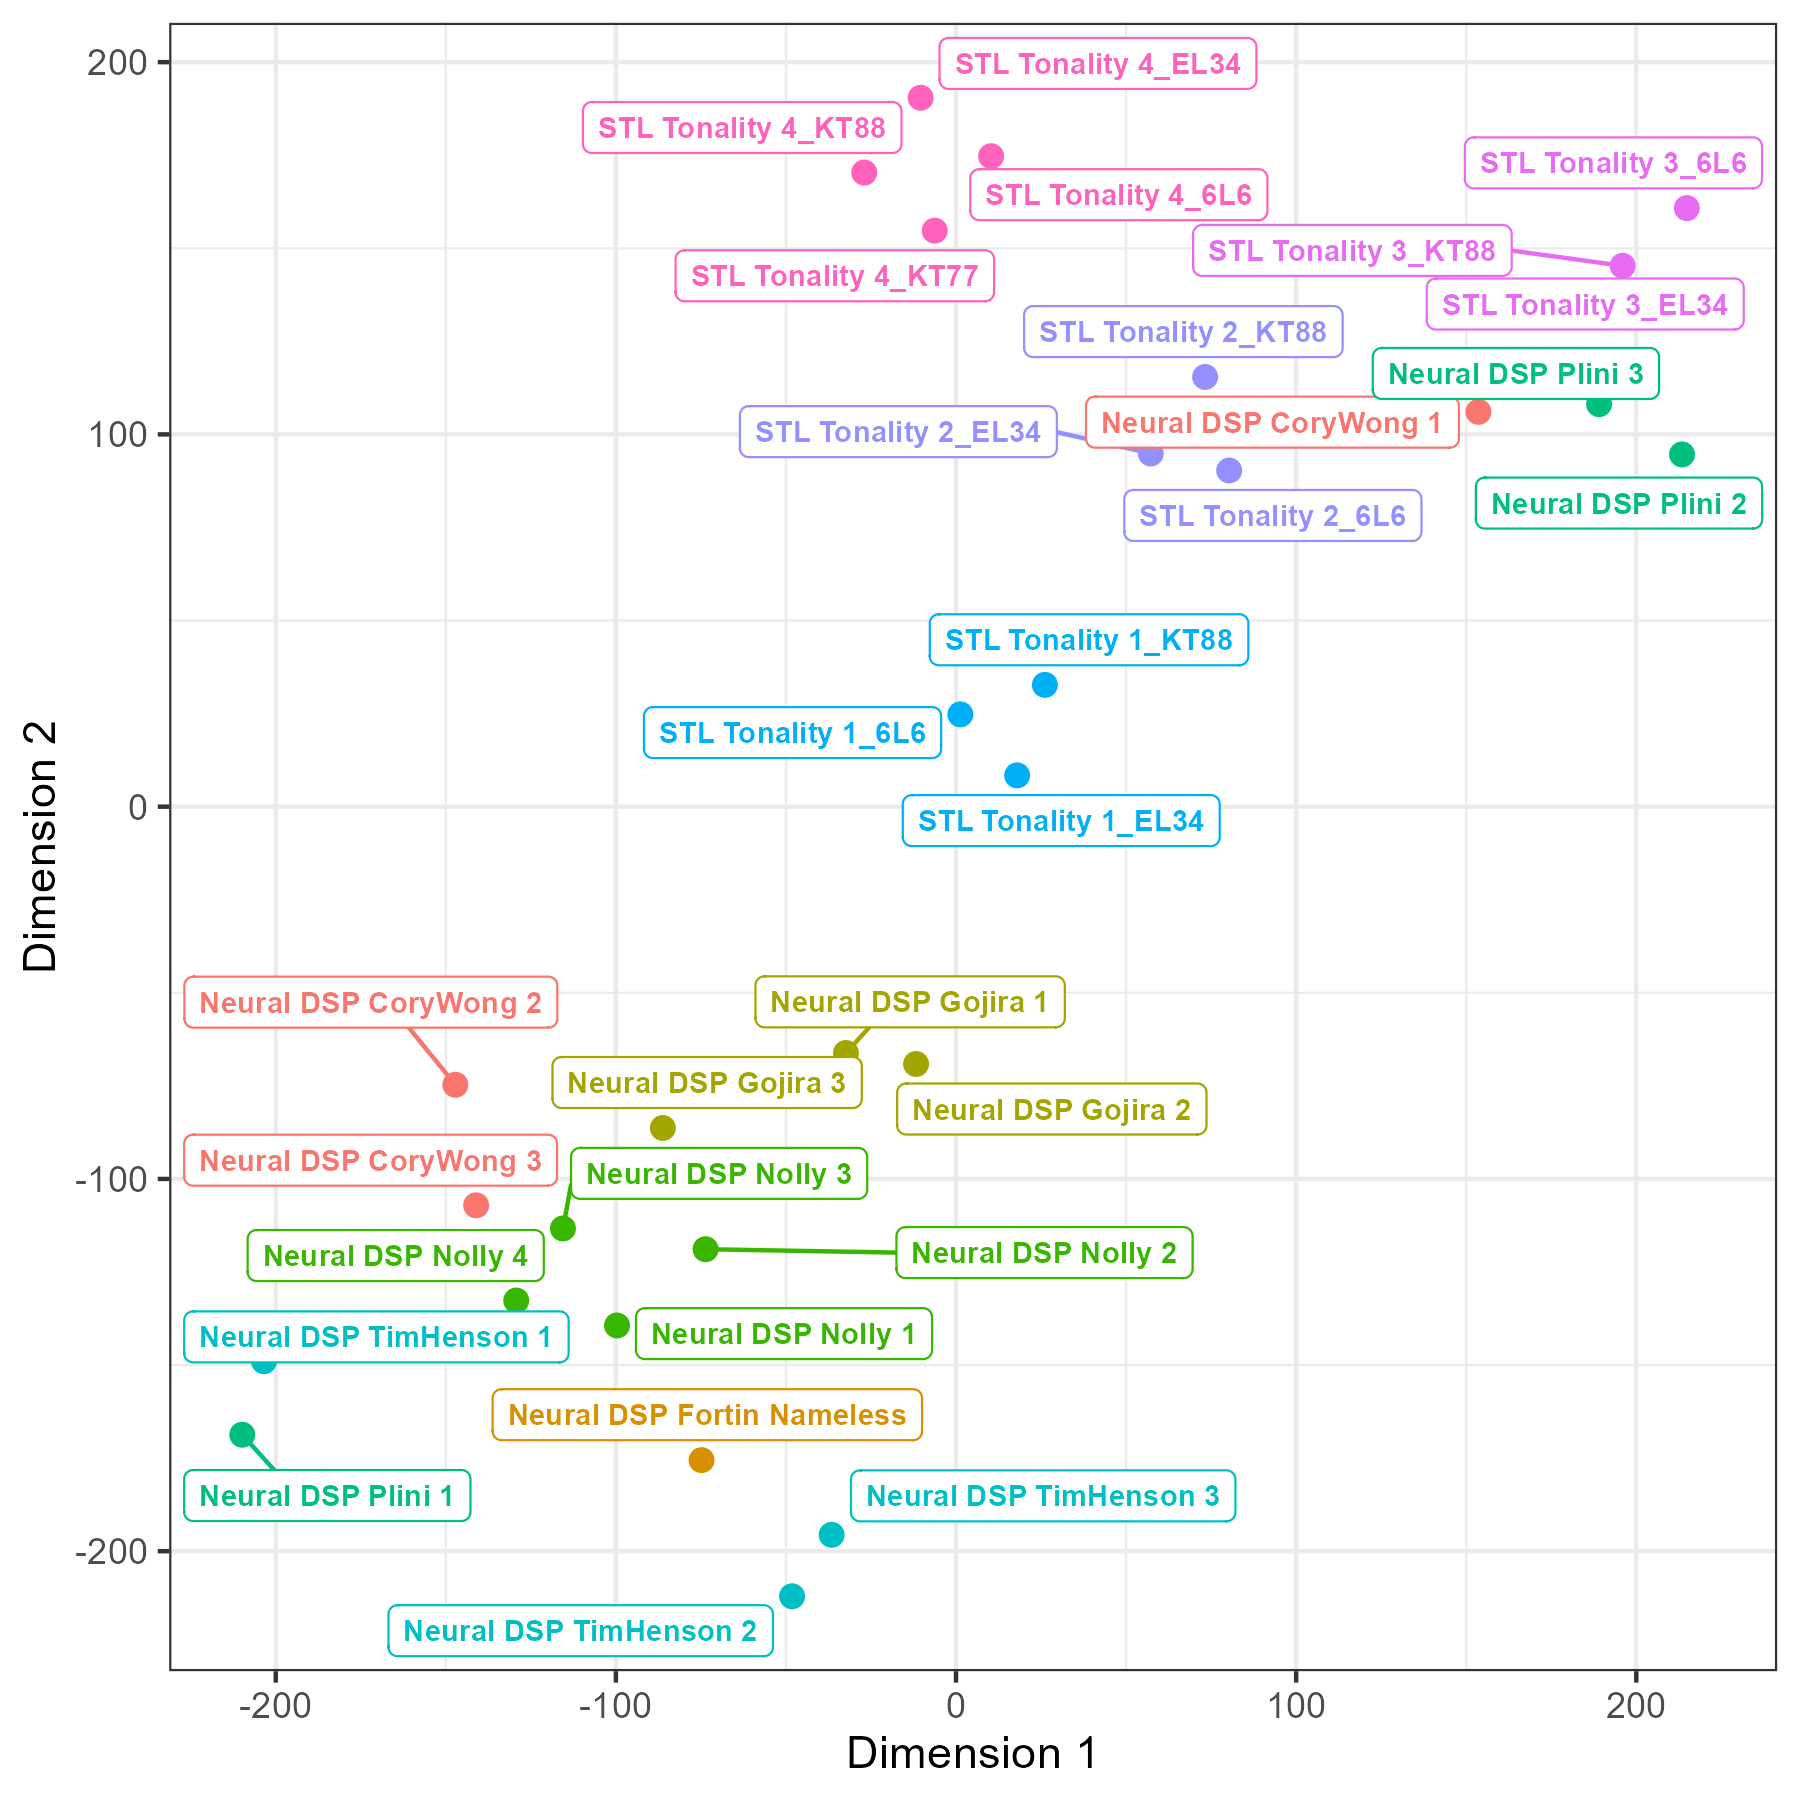 200
STL Tonality 4_EL34
STL Tonality 4_KT88
STL Tonality 3_6L6
STL Tonality 4_6L6
STL Tonality 3_KT88
STL Tonality 4_KT77
STL Tonality 3_EL34
STL Tonality 2_KT88
Neural DSP Plini 3
Neural DSP CoryWong 1
STL Tonality 2_EL34
100
Neural DSP Plini 2
STL Tonality 2_6L6
STL Tonality 1_KT88
STL Tonality 1_6L6
0
STL Tonality 1_EL34
Dimension 2
Neural DSP CoryWong 2
Neural DSP Gojira 1
Neural DSP Gojira 3
Neural DSP Gojira 2
Neural DSP CoryWong 3
Neural DSP Nolly 3
-100
Neural DSP Nolly 4
Neural DSP Nolly 2
Neural DSP TimHenson 1
Neural DSP Nolly 1
Neural DSP Fortin Nameless
Neural DSP Plini 1
Neural DSP TimHenson 3
-200
Neural DSP TimHenson 2
-200
-100
0
100
200
Dimension 1